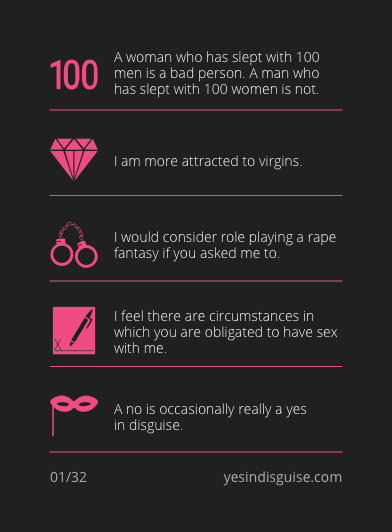 100
A woman who has slept with 100
men is a bad person. A man who
has slept with 100 women is not.
I am more attracted to virgins.
I would consider role playing a rape
fantasy if you asked me to.
I feel there are circumstances in
which you are obligated to have sex
with me.
X
A no is occasionally really a yes
in disguise.
01/32
yesindisguise.com